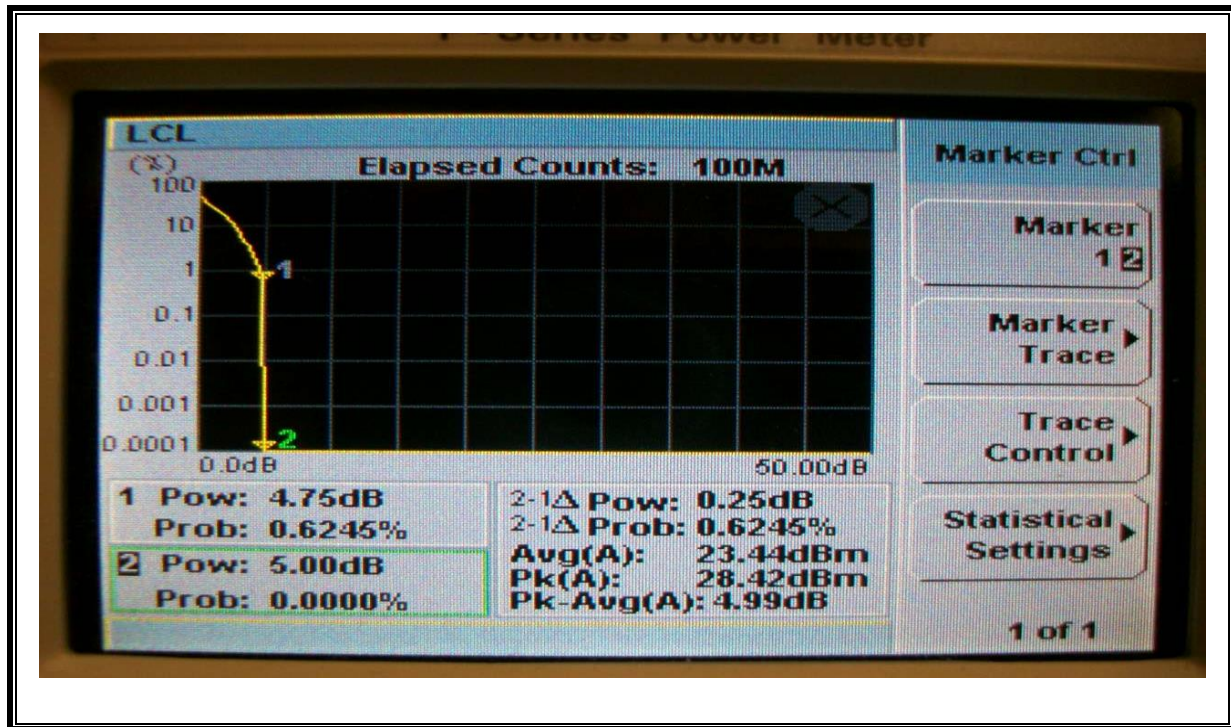 Series Power Meter
LCL
(%)
Elapsed Counts: 100M
100
10
1
0.1
0.01
0.001
0.0001
1
2
0.0dB
50.00dB
1 Pow: 4.75dB
Prob: 0.6245%
2 Pow: 5.00dB
Prob: 0.0000%
2-1Δ Pow: 0.25dB
2-1Δ Prob: 0.6245%
Avg(A): 23.44dBm
Pk(A): 28.42dBm
Pk-Avg(A): 4.99dB
Marker Ctrl
Marker
1 2
Marker
Trace
Trace
Control
Statistical
Settings
1 of 1